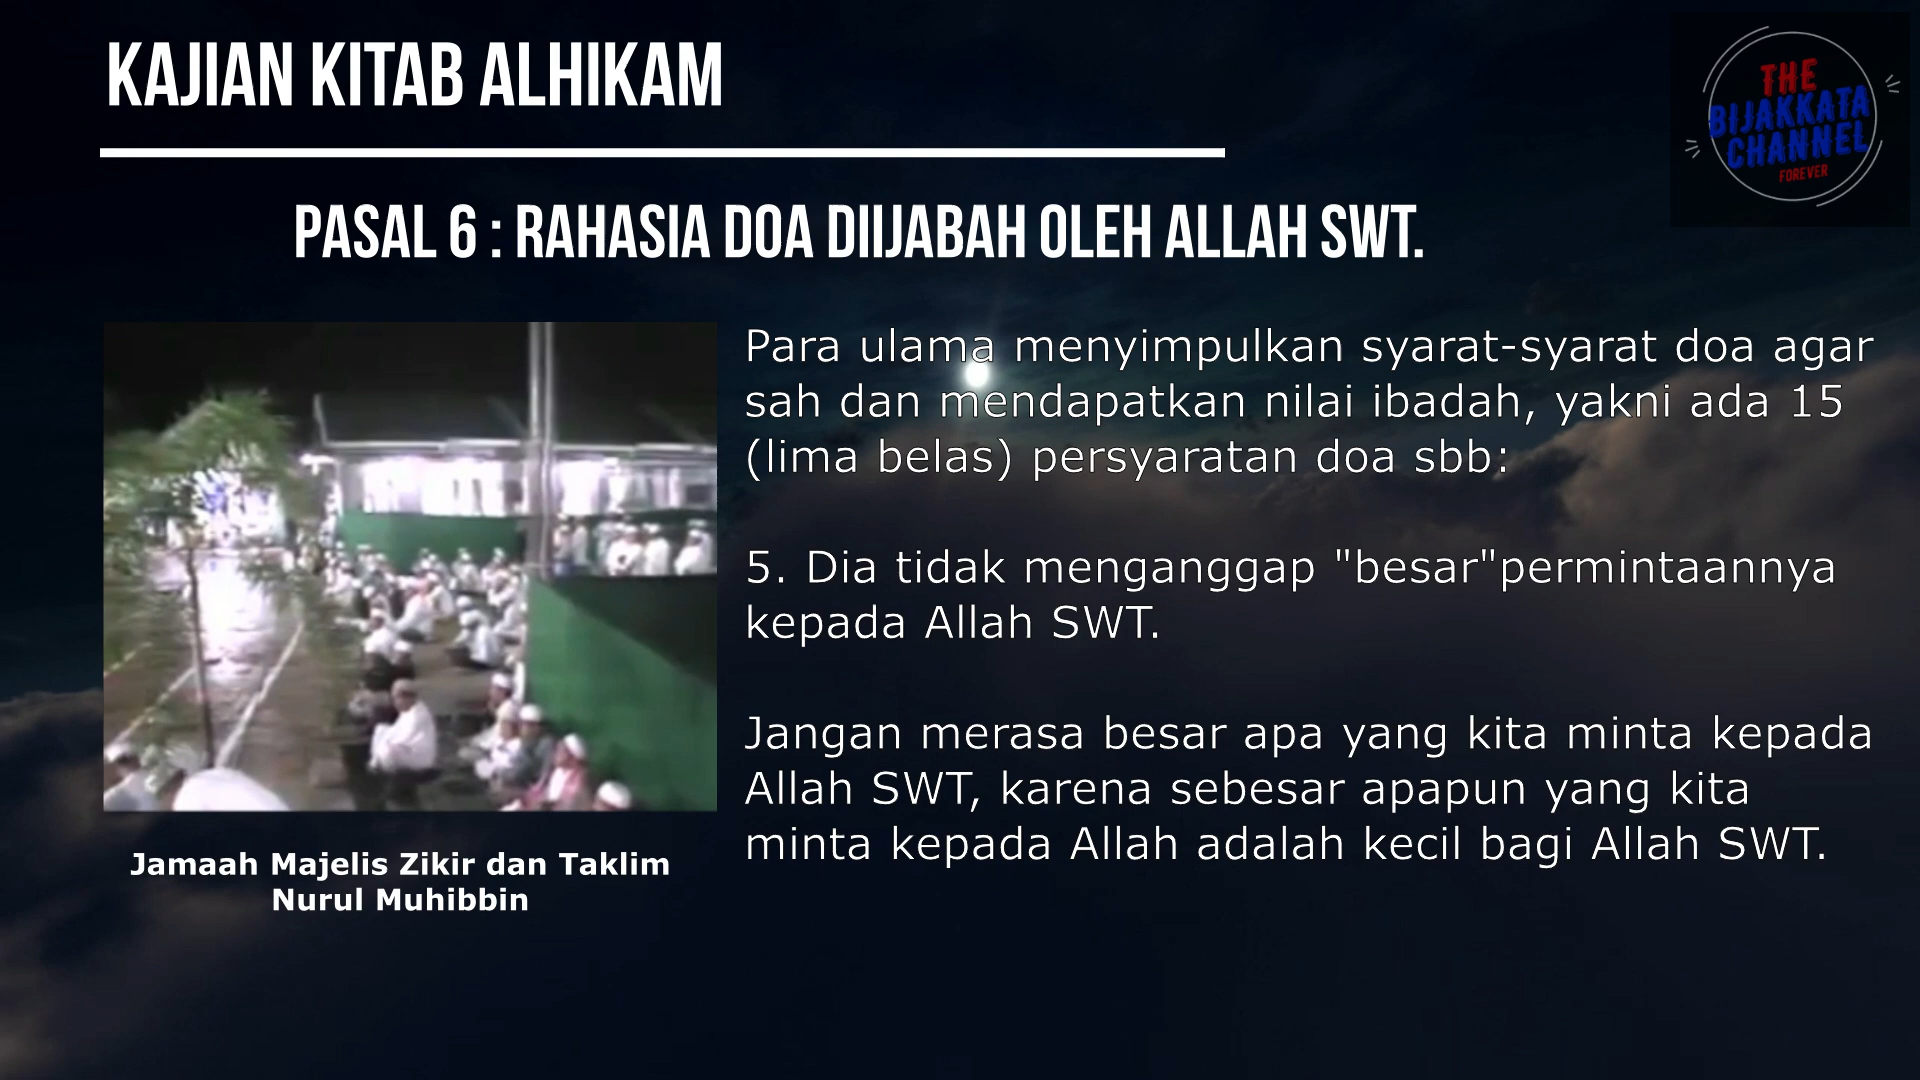 KAJIAN KITAB ALHIKAM
THE
BIJAKKATA
CHANNEL
FOREVER
PASAL 6 : RAHASIA DOA DIIJABAH OLEH ALLAH SWT.
Para ulama menyimpulkan syarat-syarat doa agar
sah dan mendapatkan nilai ibadah, yakni ada 15
(lima belas) persyaratan doa sbb:
5. Dia tidak menganggap "besar"permintaannya
kepada Allah SWT.
Jangan merasa besar apa yang kita minta kepada
Allah SWT, karena sebesar apapun yang kita
minta kepada Allah adalah kecil bagi Allah SWT.
Jamaah Majelis Zikir dan Taklim
Nurul Muhibbin